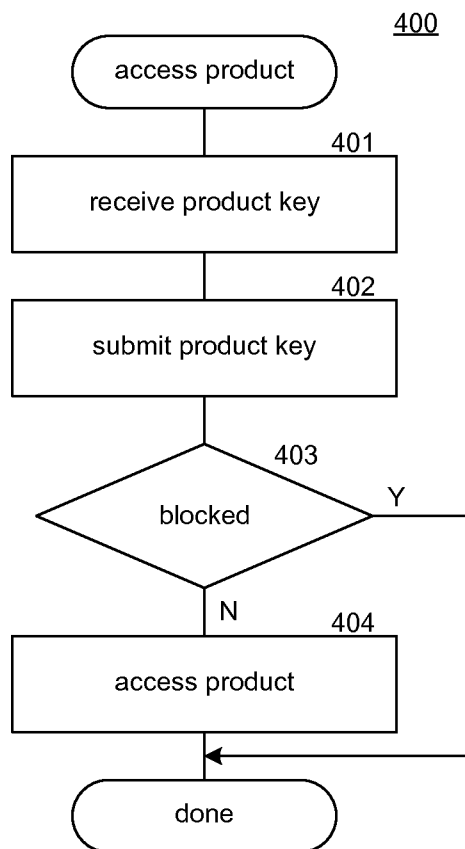 400
access product
401
receive product key
402
submit product key
403
blocked
Y
N
404
access product
done